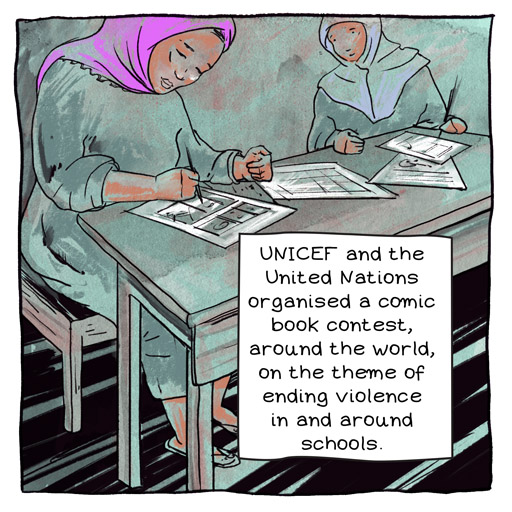 UNICEF and the
United Nations
organised a comic
book contest,
around the world,
on the theme of
ending violence
in and around
schools.